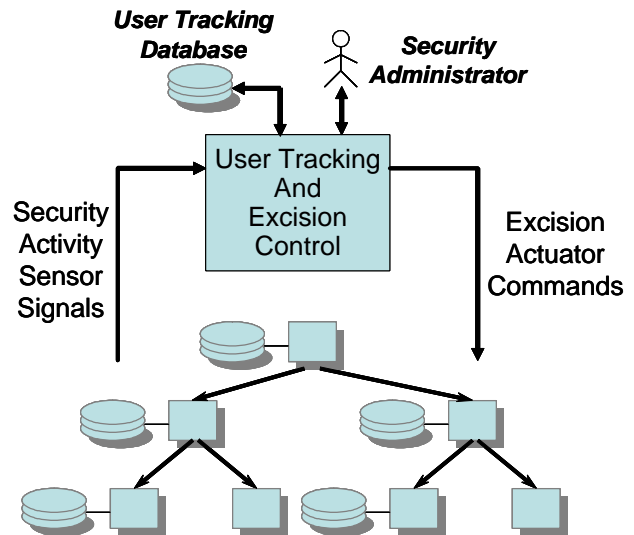 User Tracking
Database
Security
Administrator
User Tracking
And
Excision
Control
Security
Activity
Sensor
Signals
Excision
Actuator
Commands